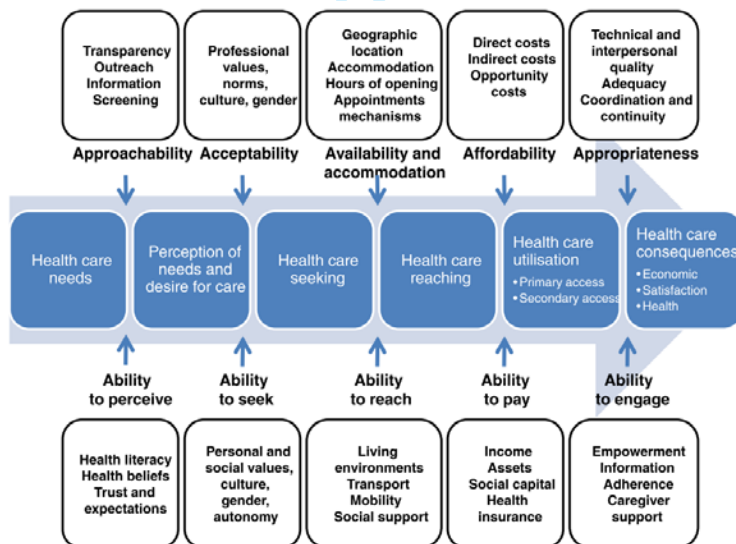 Transparency
Outreach
Information
Screening
Professional
values,
norms,
culture, gender
Geographic
location
Accommodation
Hours of opening
Appointments
mechanisms
Direct costs
Indirect costs
Opportunity
costs
Technical and
interpersonal
quality
Adequacy
Coordination and
continuity
Approachability
Acceptability
Availability and
accommodation
Affordability
Appropriateness
Health care
needs
Perception of
needs and
desire for care
Health care
seeking
Health care
reaching
Health care
utilisation
•Primary access
•Secondary access
Health care
consequences
•Economic
•Satisfaction
•Health
Ability
to perceive
Ability
to seek
Ability
to reach
Ability
to pay
Ability
to engage
Health literacy
Health beliefs
Trust and
expectations
Personal and
social values,
culture,
gender,
autonomy
Living
environments
Transport
Mobility
Social support
Income
Assets
Social capital
Health
insurance
Empowerment
Information
Adherence
Caregiver
support